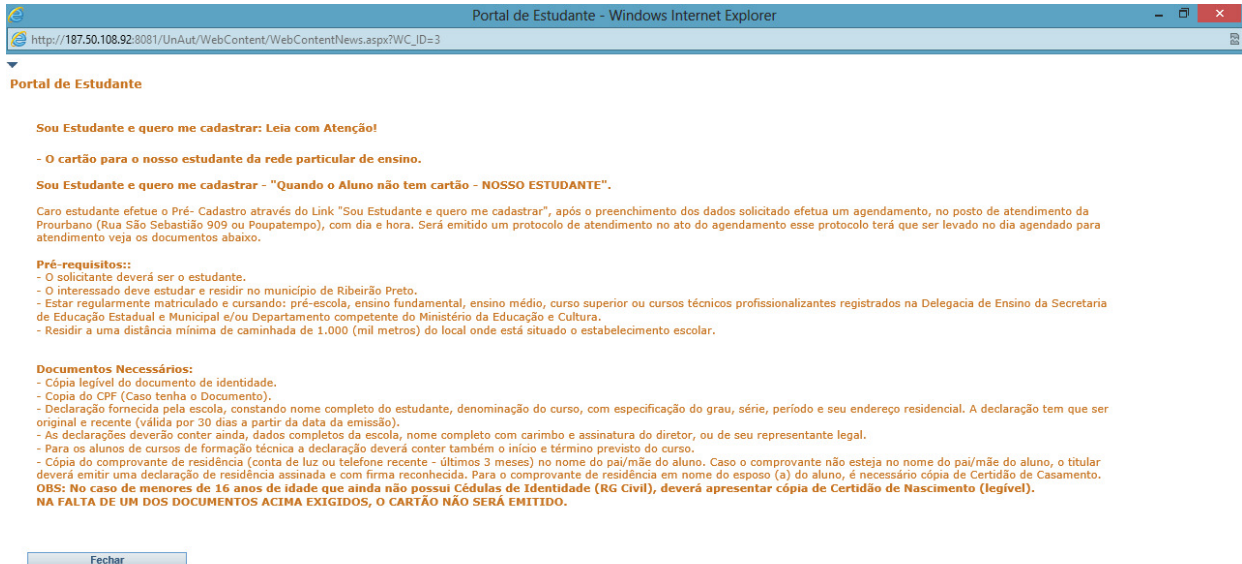 Portal de Estudante - Windows Internet Explorer
http://187.50.108.92:8081/UnAut/WebContent/WebContentNews.aspx?WC_ID=3
Portal de Estudante
Sou Estudante e quero me cadastrar: Leia com Atenção!
- O cartão para o nosso estudante da rede particular de ensino.
Sou Estudante e quero me cadastrar - "Quando o Aluno não tem cartão - NOSSO ESTUDANTE".
Caro estudante efetue o Pré- Cadastro através do Link "Sou Estudante e quero me cadastrar", após o preenchimento dos dados solicitado efetua um agendamento, no posto de atendimento da
Prourbano (Rua São Sebastião 909 ou Poupatempo), com dia e hora. Será emitido um protocolo de atendimento no ato do agendamento esse protocolo terá que ser levado no dia agendado para
atendimento veja os documentos abaixo.
Pré-requisitos::
- O solicitante deverá ser o estudante.
- O interessado deve estudar e residir no município de Ribeirão Preto.
- Estar regularmente matriculado e cursando: pré-escola, ensino fundamental, ensino médio, curso superior ou cursos técnicos profissionalizantes registrados na Delegacia de Ensino da Secretaria
de Educação Estadual e Municipal e/ou Departamento competente do Ministério da Educação e Cultura.
- Residir a uma distância mínima de caminhada de 1.000 (mil metros) do local onde está situado o estabelecimento escolar.
Documentos Necessários:
- Cópia legível do documento de identidade.
- Copia do CPF (Caso tenha o Documento).
- Declaração fornecida pela escola, constando nome completo do estudante, denominação do curso, com especificação do grau, série, período e seu endereço residencial. A declaração tem que ser
original e recente (válida por 30 dias a partir da data da emissão).
- As declarações deverão conter ainda, dados completos da escola, nome completo com carimbo e assinatura do diretor, ou de seu representante legal.
- Para os alunos de cursos de formação técnica a declaração deverá conter também o início e término previsto do curso.
- Cópia do comprovante de residência (conta de luz ou telefone recente - últimos 3 meses) no nome do pai/mãe do aluno. Caso o comprovante não esteja no nome do pai/mãe do aluno, o titular
deverá emitir uma declaração de residência assinada e com firma reconhecida. Para o comprovante de residência em nome do esposo (a) do aluno, é necessário cópia de Certidão de Casamento.
OBS: No caso de menores de 16 anos de idade que ainda não possui Cédulas de Identidade (RG Civil), deverá apresentar cópia de Certidão de Nascimento (legível).
NA FALTA DE UM DOS DOCUMENTOS ACIMA EXIGIDOS, O CARTÃO NÃO SERÁ EMITIDO.
Fechar